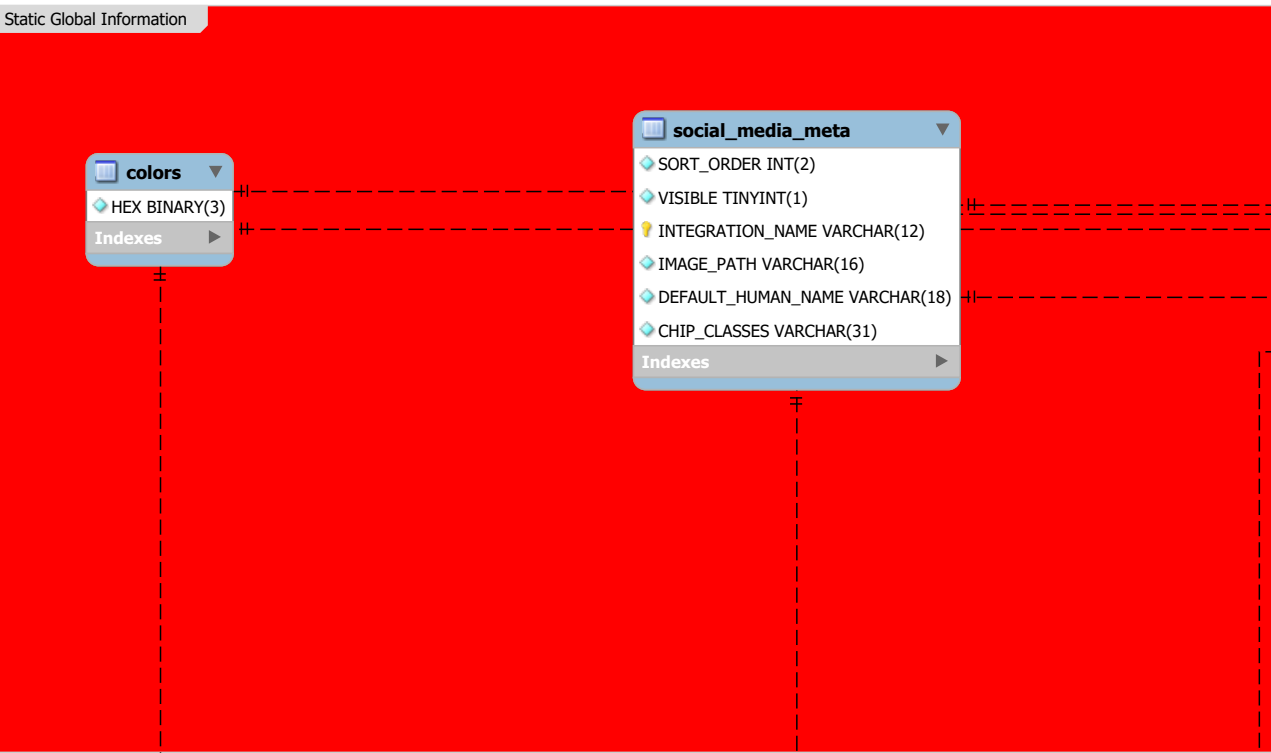 Static Global Information
colors
HEX BINARY(3)
Indexes
social_media_meta
SORT_ORDER INT(2)
VISIBLE TINYINT(1)
INTEGRATION_NAME VARCHAR(12)
IMAGE_PATH VARCHAR(16)
DEFAULT_HUMAN_NAME VARCHAR(18)
CHIP_CLASSES VARCHAR(31)
Indexes